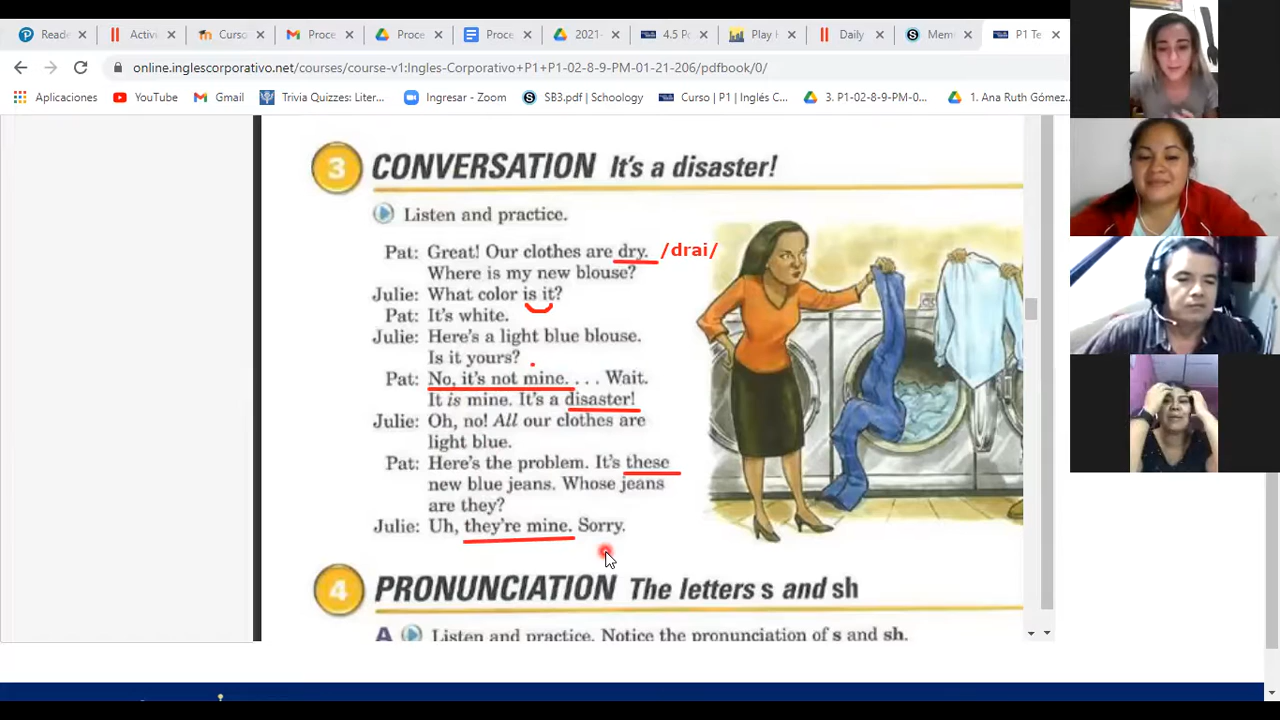 Reade
Activi
Curso
Proce
Proce
Proce
2021-
4.5 P
Play H
Daily
Mem
P1 Te
online.inglescorporativo.net/courses/course-v1:Ingles-Corporativo+P1+P1-02-8-9-PM-01-21-206/pdfbook/0/
Aplicaciones
YouTube
Gmail
Trivia Quizzes: Liter...
Ingresar - Zoom
SB3.pdf | Schoology
Curso | P1 | Inglés C...
3. P1-02-8-9-PM-0...
1. Ana Ruth Gómez...
3 CONVERSATION It's a disaster!
Listen and practice.
Pat: Great! Our clothes are dry. /drai/
Where is my new blouse?
Julie: What color is it?
Pat: It's white.
Julie: Here's a light blue blouse.
Is it yours?
Pat: No, it's not mine. . . . Wait.
It is mine. It's a disaster!
Julie: Oh, no! All our clothes are
light blue.
Pat: Here's the problem. It's these
new blue jeans. Whose jeans
are they?
Julie: Uh, they're mine. Sorry.
4 PRONUNCIATION The letters s and sh
A Listen and practice. Notice the pronunciation of s and sh.